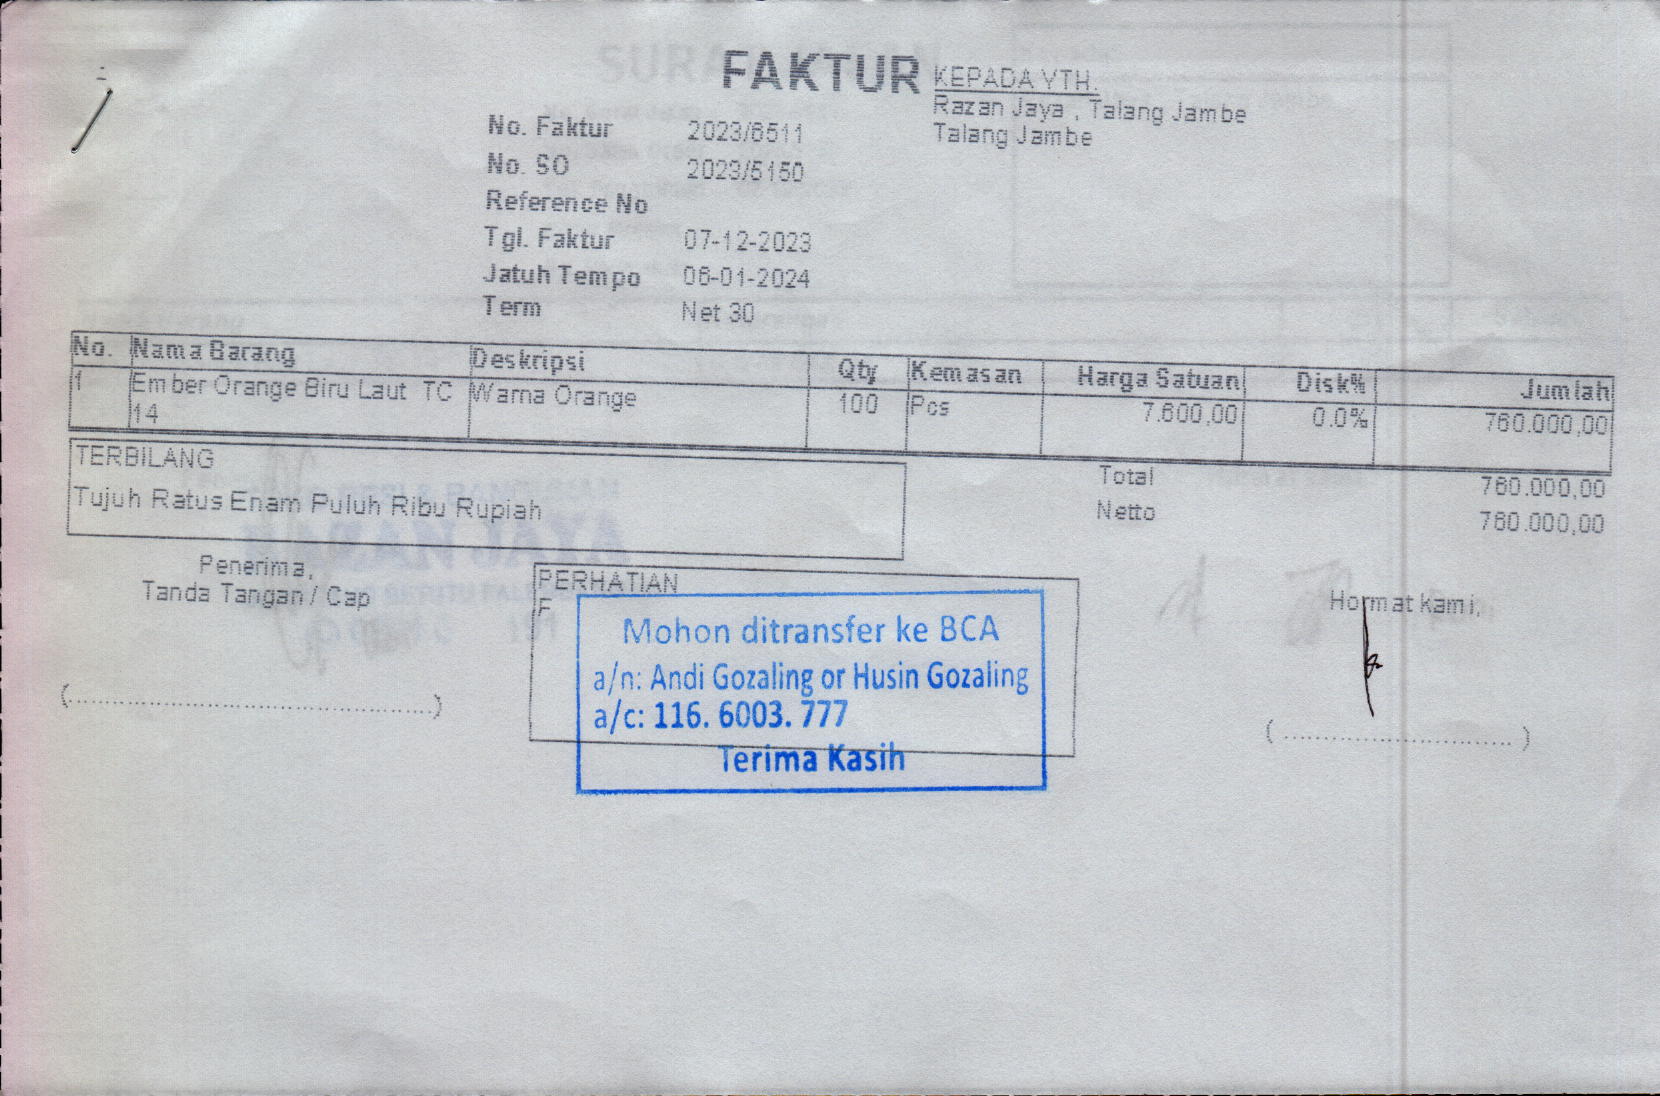 FAKTUR
KEPADA YTH.
Razan Jaya , Talang Jambe
Talang Jambe
No. Faktur 2023/6511
No. SO 2023/5150
Reference No
Tgl. Faktur 07-12-2023
Jatuh Tempo 06-01-2024
Term Net 30
No. Nama Barang Deskripsi Qty Kemasan Harga Satuan Disk% Jumlah
1 Ember Orange Biru Laut TC Warna Orange 100 Pcs 7.600,00 0.0% 760.000,00
14
TERBILANG
Tujuh Ratus Enam Puluh Ribu Rupiah
Total 760.000,00
Netto 760.000,00
Penerima,
Tanda Tangan / Cap
(........................................)
PERHATIAN
F
Mohon ditransfer ke BCA
a/n: Andi Gozaling or Husin Gozaling
a/c: 116. 6003. 777
Terima Kasih
Hormat kami,
(..........................)